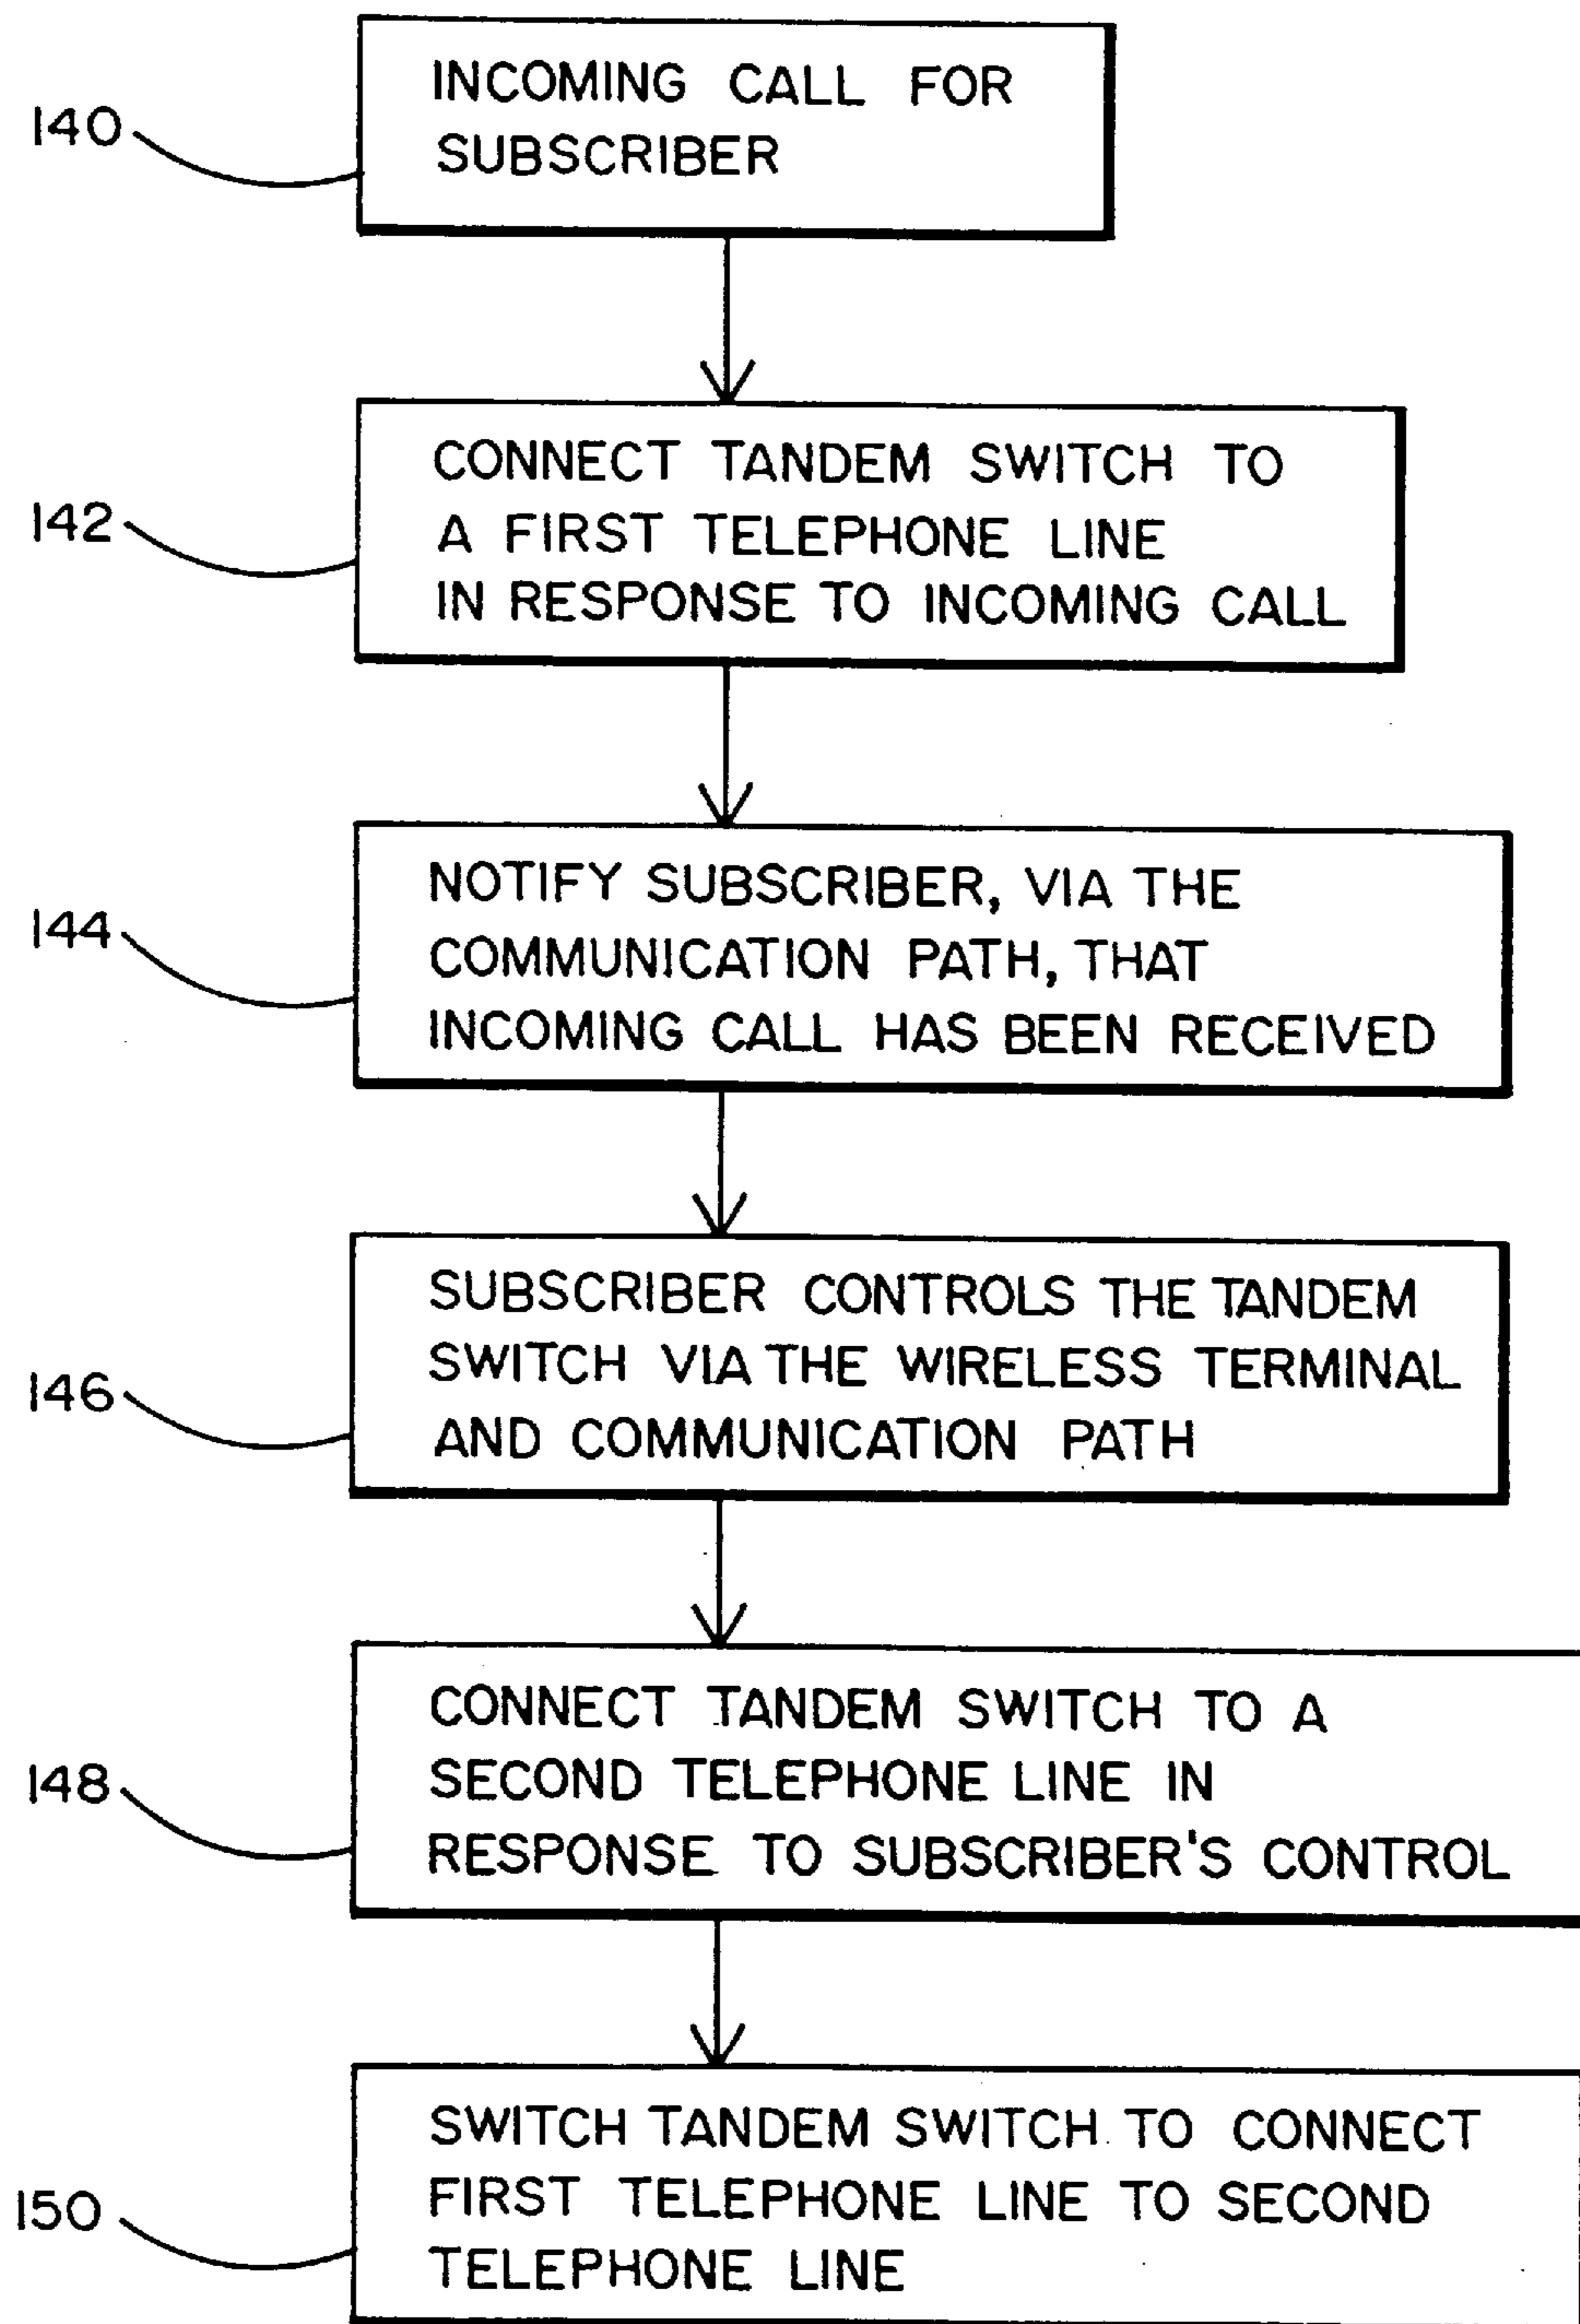 140
INCOMING CALL FOR
SUBSCRIBER
142
CONNECT TANDEM SWITCH TO
A FIRST TELEPHONE LINE
IN RESPONSE TO INCOMING CALL
144
NOTIFY SUBSCRIBER, VIA THE
COMMUNICATION PATH, THAT
INCOMING CALL HAS BEEN RECEIVED
146
SUBSCRIBER CONTROLS THE TANDEM
SWITCH VIA THE WIRELESS TERMINAL
AND COMMUNICATION PATH
148
CONNECT TANDEM SWITCH TO A
SECOND TELEPHONE LINE IN
RESPONSE TO SUBSCRIBER'S CONTROL
150
SWITCH TANDEM SWITCH TO CONNECT
FIRST TELEPHONE LINE TO SECOND
TELEPHONE LINE